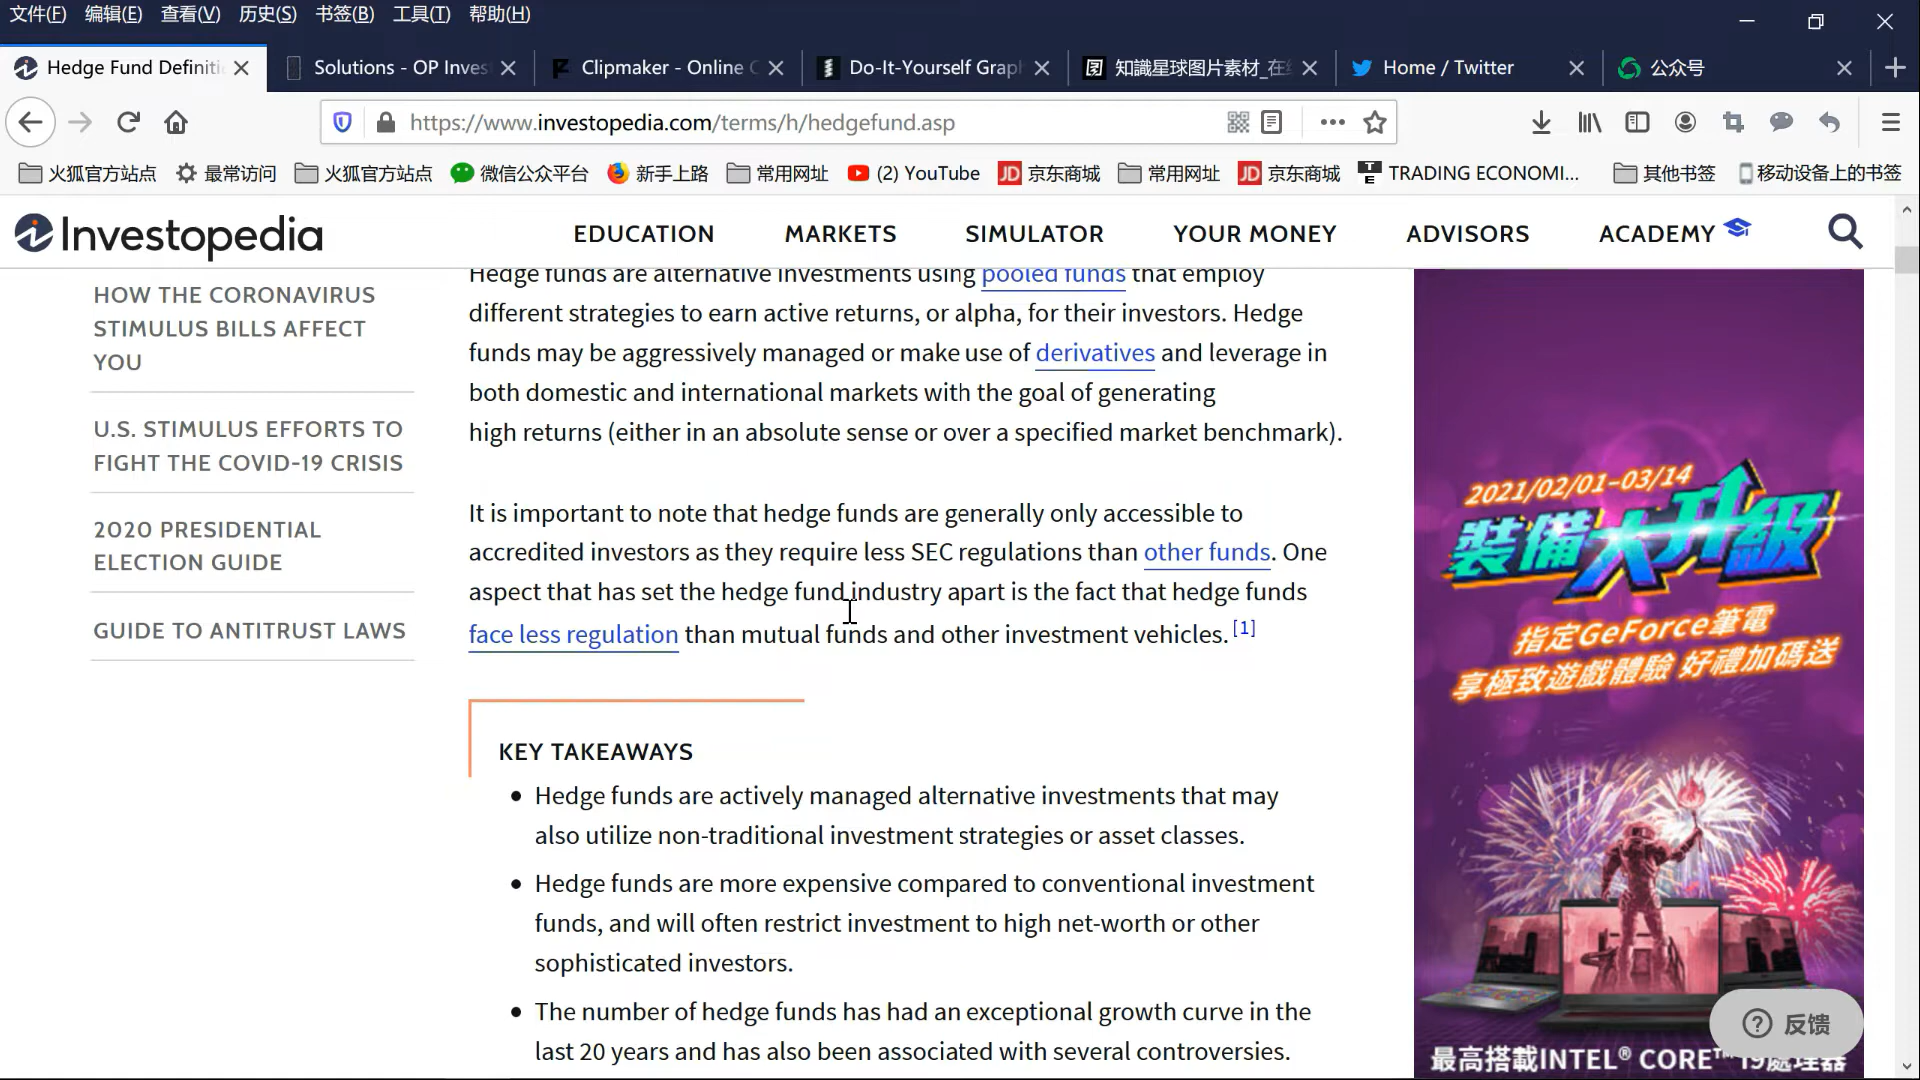 文件(F) 编辑(E) 查看(V) 历史(S) 书签(B) 工具(T) 帮助(H)
Hedge Fund Definiti Solutions - OP Inves Clipmaker - Online C Do-It-Yourself Grap 知識星球图片素材_在 Home / Twitter 公众号
https://www.investopedia.com/terms/h/hedgefund.asp
火狐官方站点 最常访问 火狐官方站点 微信公众平台 新手上路 常用网址 (2) YouTube JD 京东商城 常用网址 JD 京东商城 TE TRADING ECONOMI... 其他书签 移动设备上的书签
Investopedia EDUCATION MARKETS SIMULATOR YOUR MONEY ADVISORS ACADEMY
HOW THE CORONAVIRUS
STIMULUS BILLS AFFECT
YOU
U.S. STIMULUS EFFORTS TO
FIGHT THE COVID-19 CRISIS
2020 PRESIDENTIAL
ELECTION GUIDE
GUIDE TO ANTITRUST LAWS
Hedge funds are alternative investments using pooled funds that employ
different strategies to earn active returns, or alpha, for their investors. Hedge
funds may be aggressively managed or make use of derivatives and leverage in
both domestic and international markets with the goal of generating
high returns (either in an absolute sense or over a specified market benchmark).
It is important to note that hedge funds are generally only accessible to
accredited investors as they require less SEC regulations than other funds. One
aspect that has set the hedge fund industry apart is the fact that hedge funds
face less regulation than mutual funds and other investment vehicles. [1]
KEY TAKEAWAYS
Hedge funds are actively managed alternative investments that may
also utilize non-traditional investment strategies or asset classes.
Hedge funds are more expensive compared to conventional investment
funds, and will often restrict investment to high net-worth or other
sophisticated investors.
The number of hedge funds has had an exceptional growth curve in the
last 20 years and has also been associated with several controversies.
2021/02/01-03/14
裝備大升級
指定GeForce筆電
享極致遊戲體驗 好禮加碼送
反馈
最高搭載INTEL® CORE™ i9處理器